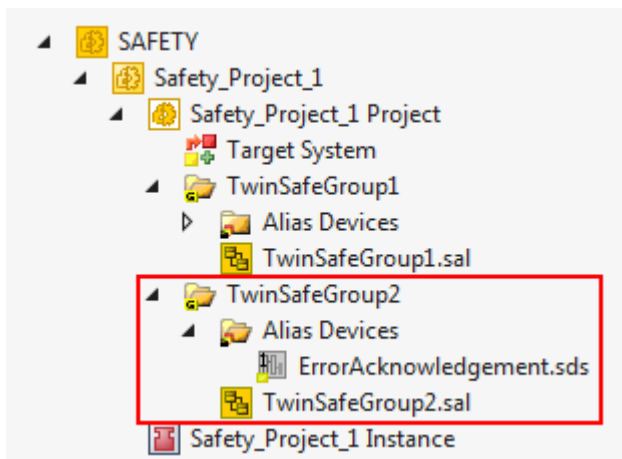 SAFETY
Safety_Project_1
Safety_Project_1 Project
Target System
TwinSafeGroup1
Alias Devices
TwinSafeGroup1.sal
TwinSafeGroup2
Alias Devices
ErrorAcknowledgement.sds
TwinSafeGroup2.sal
Safety_Project_1 Instance